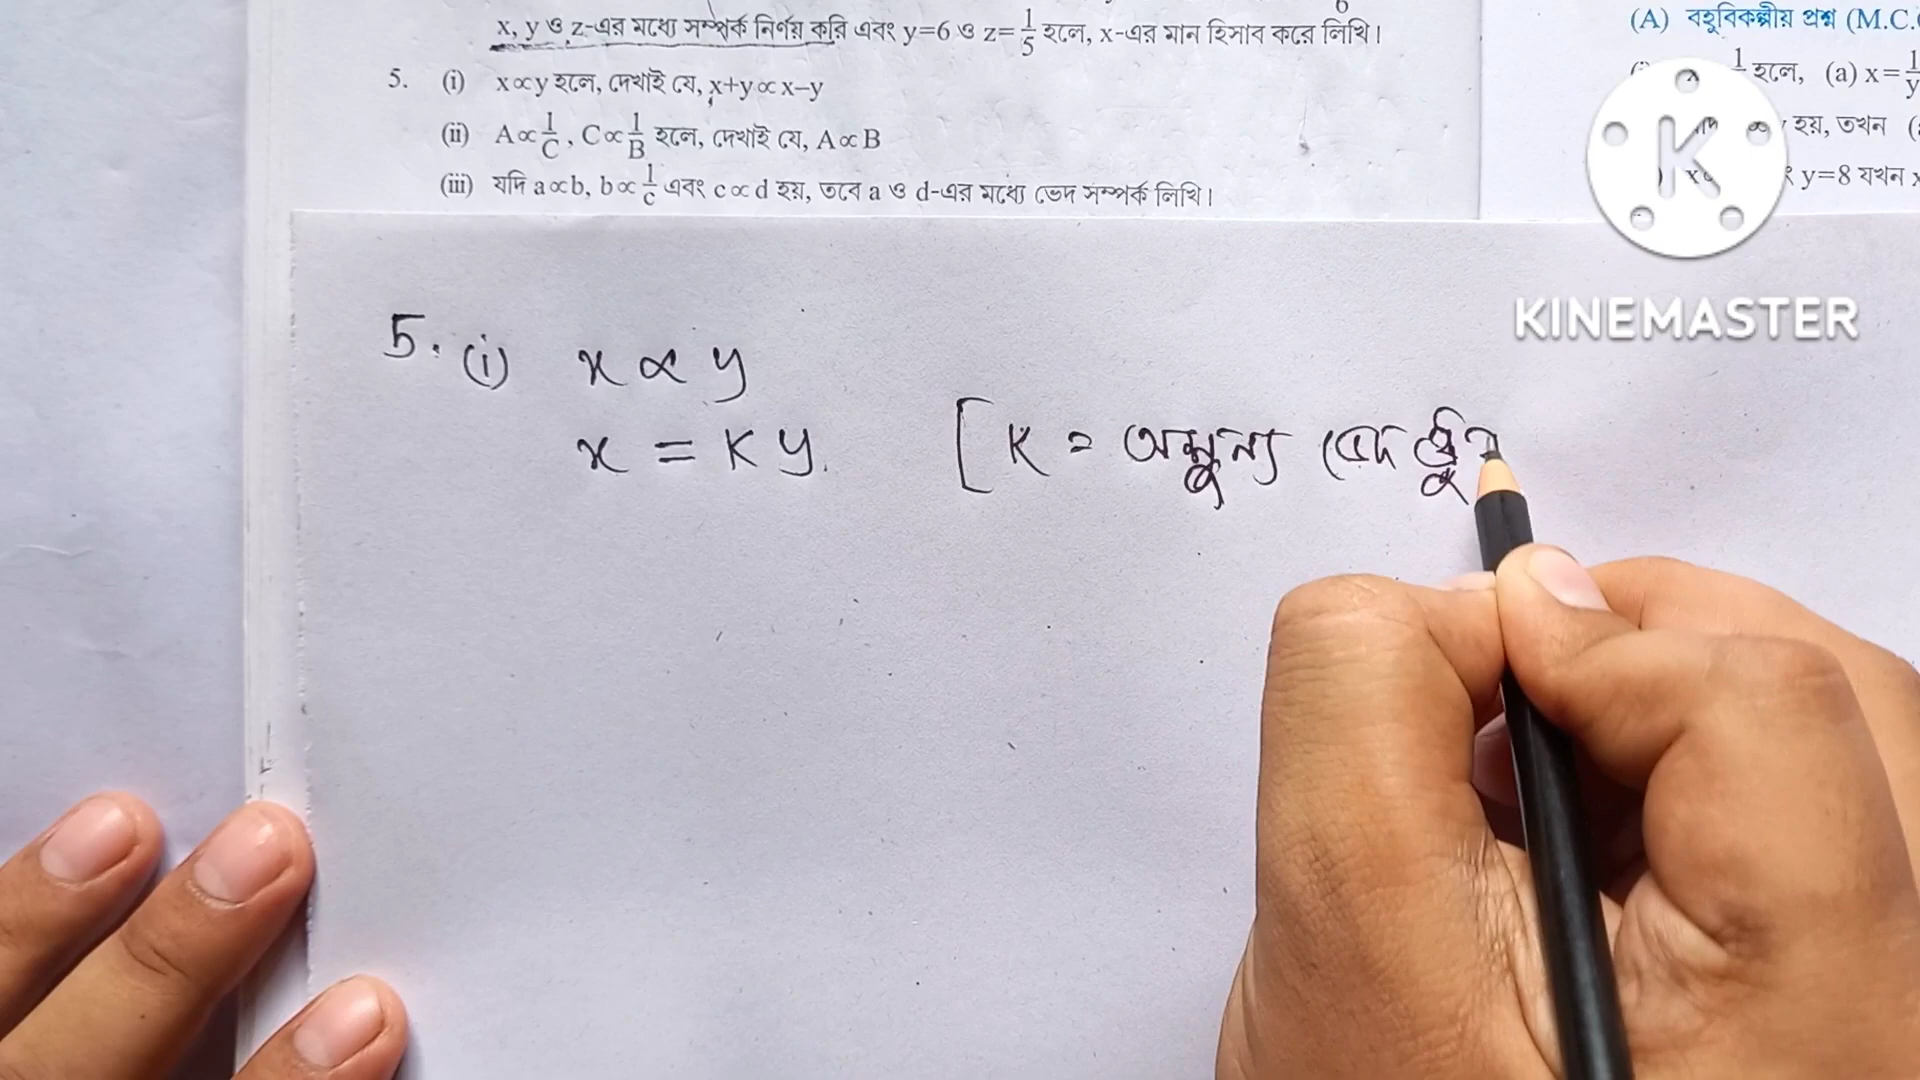 x, y ও z-এর মধ্যে সম্পর্ক নির্ণয় করি এবং y=6 ও z=1/5 হলে, x-এর মান হিসাব করে লিখি।
5. (i) x∝y হলে, দেখাই যে, x+y∝x−y
(ii) A∝1/C, C∝1/B হলে, দেখাই যে, A∝B
(iii) যদি a∝b, b∝1/c এবং c∝d হয়, তবে a ও d-এর মধ্যে ভেদ সম্পর্ক লিখি।
(A) বহুবিকল্পীয় প্রশ্ন (M.C.
1 হলে, (a) x=1/y
হয়, তখন
y=8 যখন x
K
KINEMASTER
5. (i) x ∝ y
x = K y. [K = অশূন্য ভেদ